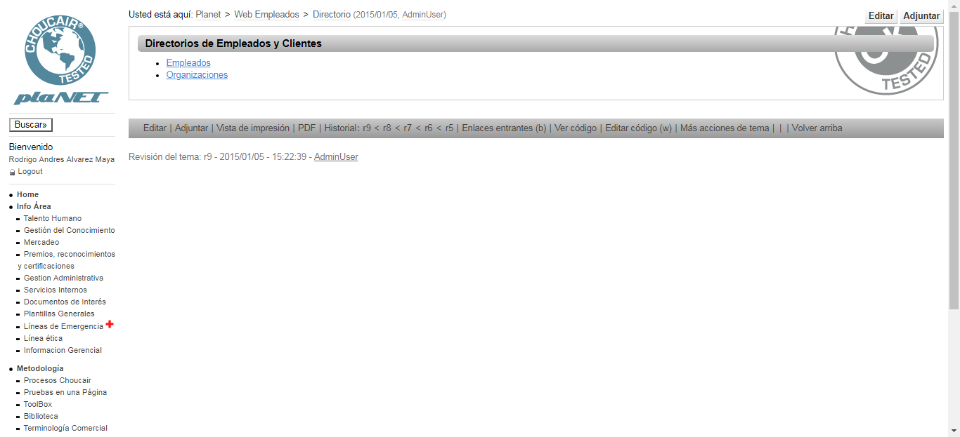 CHOUCAIR
TESTED
plaNET
Usted está aquí: Planet > Web Empleados > Directorio (2015/01/05, AdminUser)
Editar Adjuntar
Directorios de Empleados y Clientes
TESTED
Empleados
Organizaciones
Buscar»
Editar | Adjuntar | Vista de impresión | PDF | Historial: r9 < r8 < r7 < r6 < r5 | Enlaces entrantes (b) | Ver código | Editar código (w) | Más acciones de tema | | | Volver arriba
Revisión del tema: r9 - 2015/01/05 - 15:22:39 - AdminUser
Bienvenido
Rodrigo Andres Alvarez Maya
Logout
Home
Info Área
Talento Humano
Gestión del Conocimiento
Mercadeo
Premios, reconocimientos
y certificaciones
Gestion Administrativa
Servicios Internos
Documentos de Interés
Plantillas Generales
Líneas de Emergencia
Línea ética
Informacion Gerencial
Metodología
Procesos Choucair
Pruebas en una Página
ToolBox
Biblioteca
Terminología Comercial